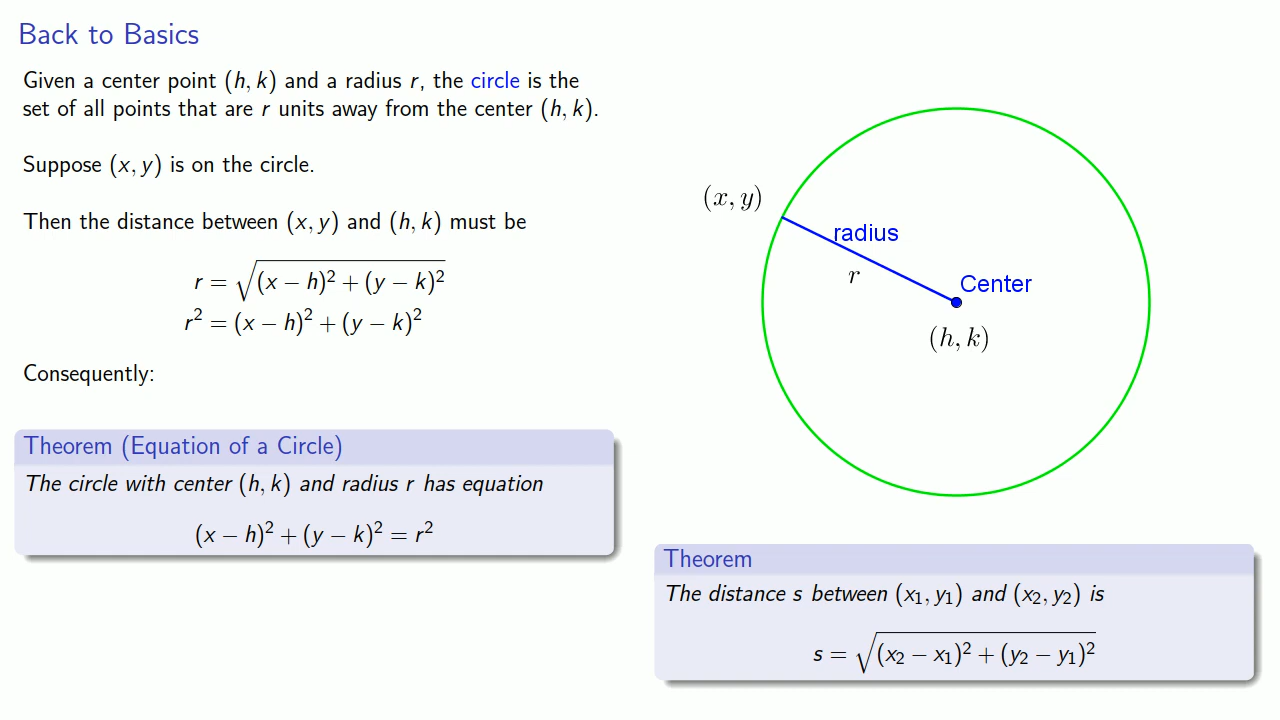 Back to Basics
Given a center point (h, k) and a radius r, the circle is the
set of all points that are r units away from the center (h, k).
Suppose (x, y) is on the circle.
Then the distance between (x, y) and (h, k) must be
r = √((x − h)² + (y − k)²)
r² = (x − h)² + (y − k)²
Consequently:
Theorem (Equation of a Circle)
The circle with center (h, k) and radius r has equation
(x − h)² + (y − k)² = r²
(x, y)
radius
r
Center
(h, k)
Theorem
The distance s between (x₁, y₁) and (x₂, y₂) is
s = √((x₂ − x₁)² + (y₂ − y₁)²)